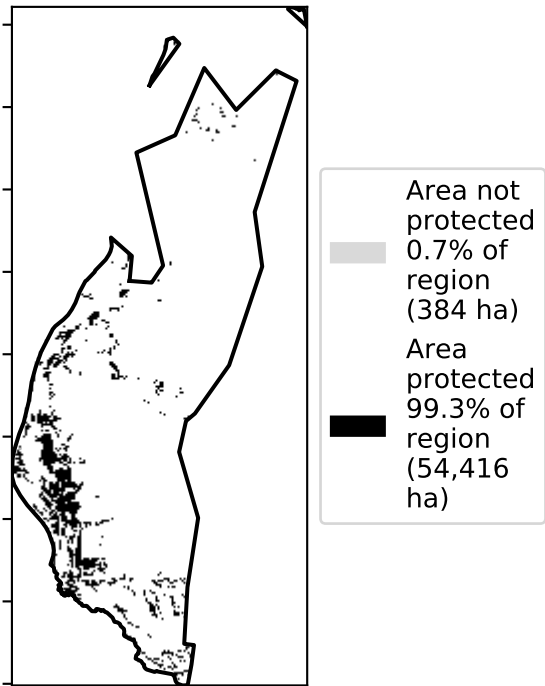 Area not
protected
0.7% of
region
(384 ha)
Area
protected
99.3% of
region
(54,416
ha)